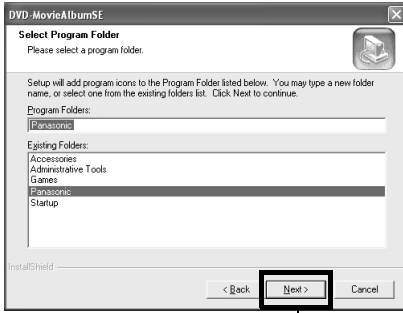 DVD-MovieAlbumSE
Select Program Folder
Please select a program folder.
Setup will add program icons to the Program Folder listed below. You may type a new folder
name, or select one from the existing folders list. Click Next to continue.
Program Folders:
Panasonic
Existing Folders:
Accessories
Administrative Tools
Games
Panasonic
Startup
InstallShield
< Back Next > Cancel